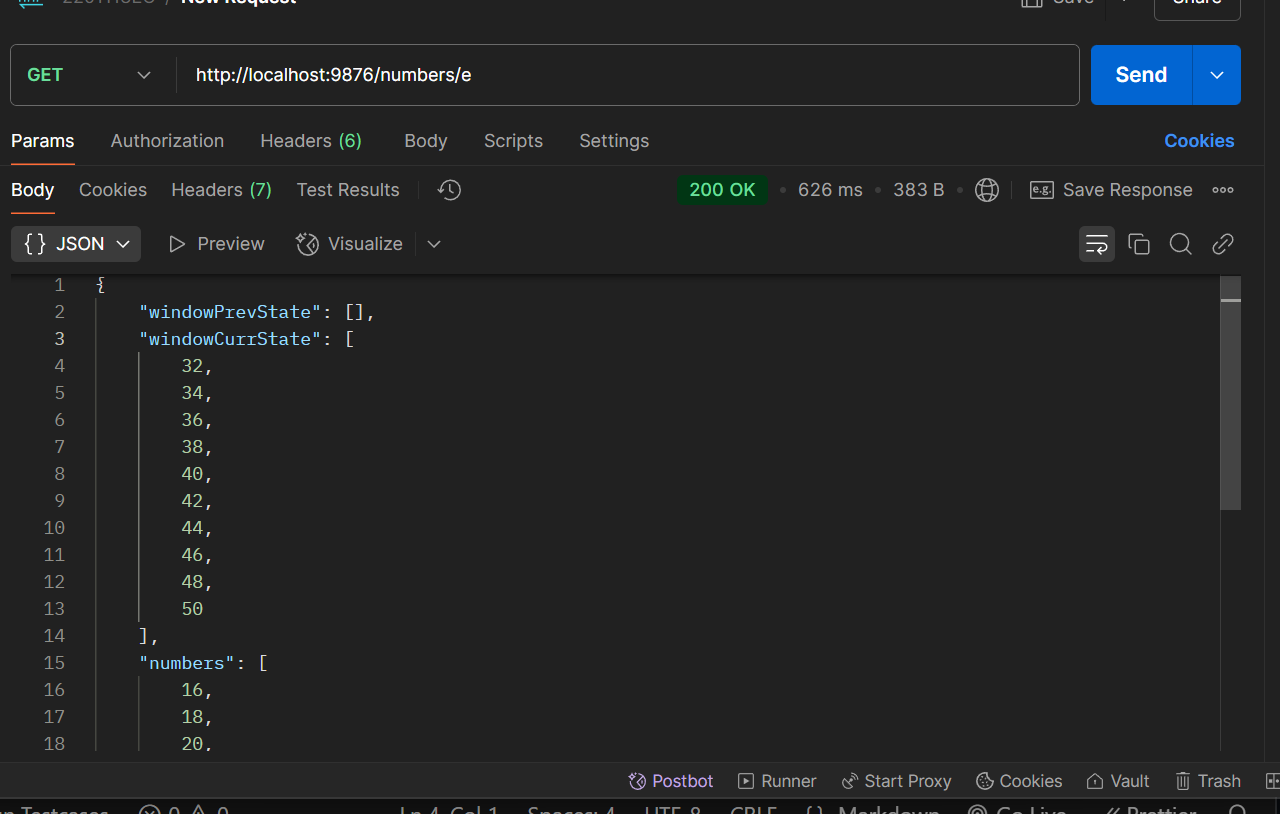 New Request Save Share
GET http://localhost:9876/numbers/e Send
Params Authorization Headers (6) Body Scripts Settings Cookies
Body Cookies Headers (7) Test Results 200 OK • 626 ms • 383 B • e.g. Save Response
{} JSON Preview Visualize
1 {
2 "windowPrevState": [],
3 "windowCurrState": [
4 32,
5 34,
6 36,
7 38,
8 40,
9 42,
10 44,
11 46,
12 48,
13 50
14 ],
15 "numbers": [
16 16,
17 18,
18 20,
Postbot Runner Start Proxy Cookies Vault Trash
Testcases 0 0 Ln 4, Col 1 Spaces: 4 UTF-8 CRLF {} Markdown Go Live Prettier